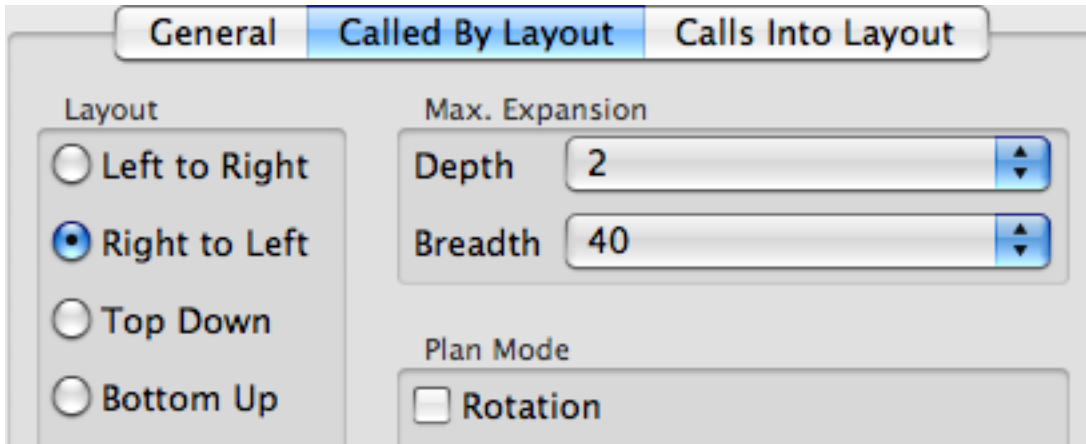 General Called By Layout Calls Into Layout
Layout
Left to Right
Right to Left
Top Down
Bottom Up
Max. Expansion
Depth 2
Breadth 40
Plan Mode
Rotation